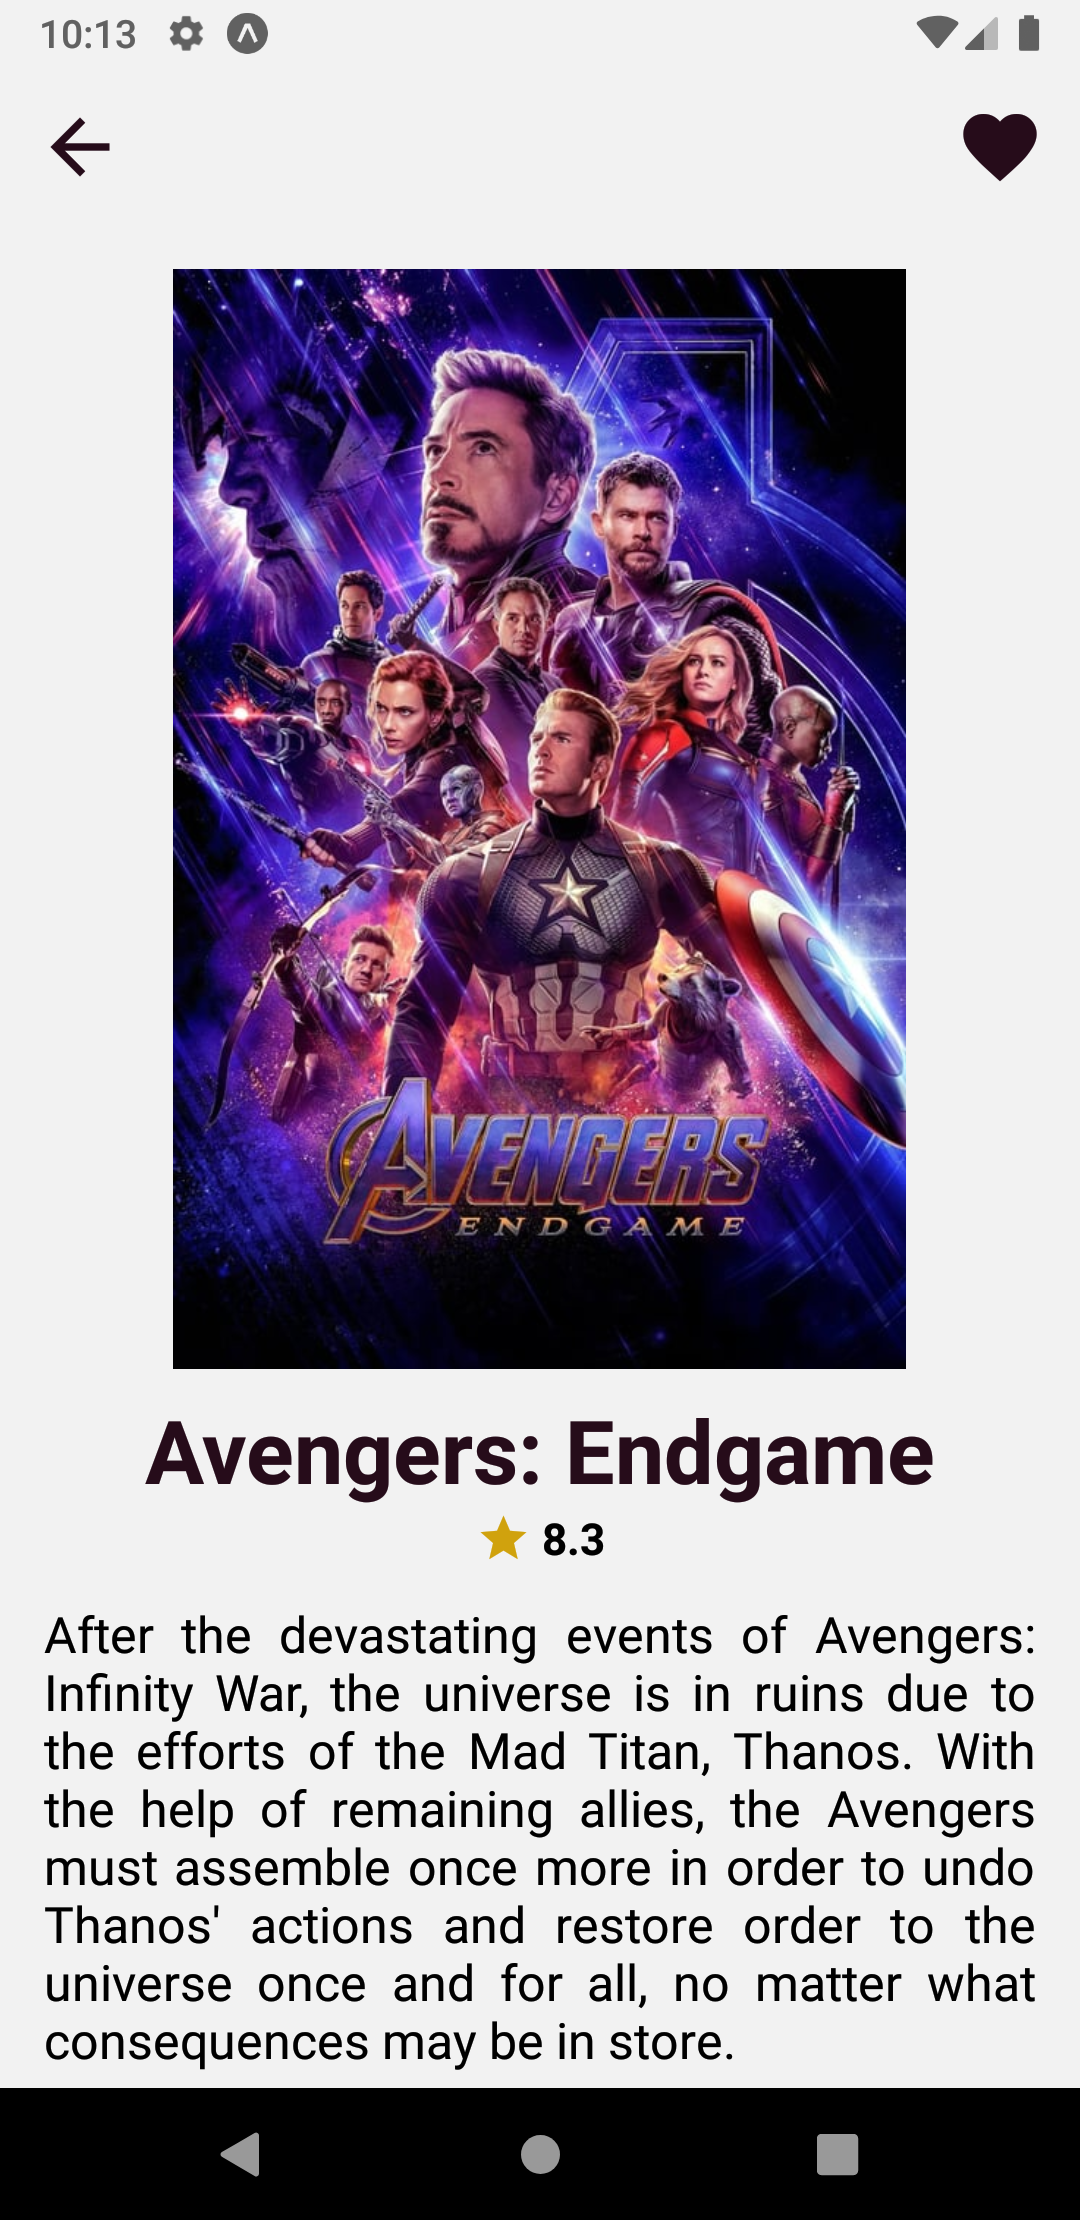 10:13
AVENGERS
ENDGAME
Avengers: Endgame
8.3
After the devastating events of Avengers:
Infinity War, the universe is in ruins due to
the efforts of the Mad Titan, Thanos. With
the help of remaining allies, the Avengers
must assemble once more in order to undo
Thanos' actions and restore order to the
universe once and for all, no matter what
consequences may be in store.